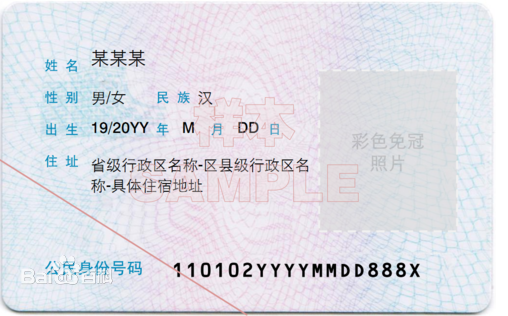 姓名 某某某
性别 男/女 民族 汉
出生 19/20YY 年 M 月 DD 日
住址 省级行政区名称-区县级行政区名
称-具体住宿地址
样本
SAMPLE
彩色免冠
照片
公民身份号码 110102YYYYMMDD888X
Bai百科